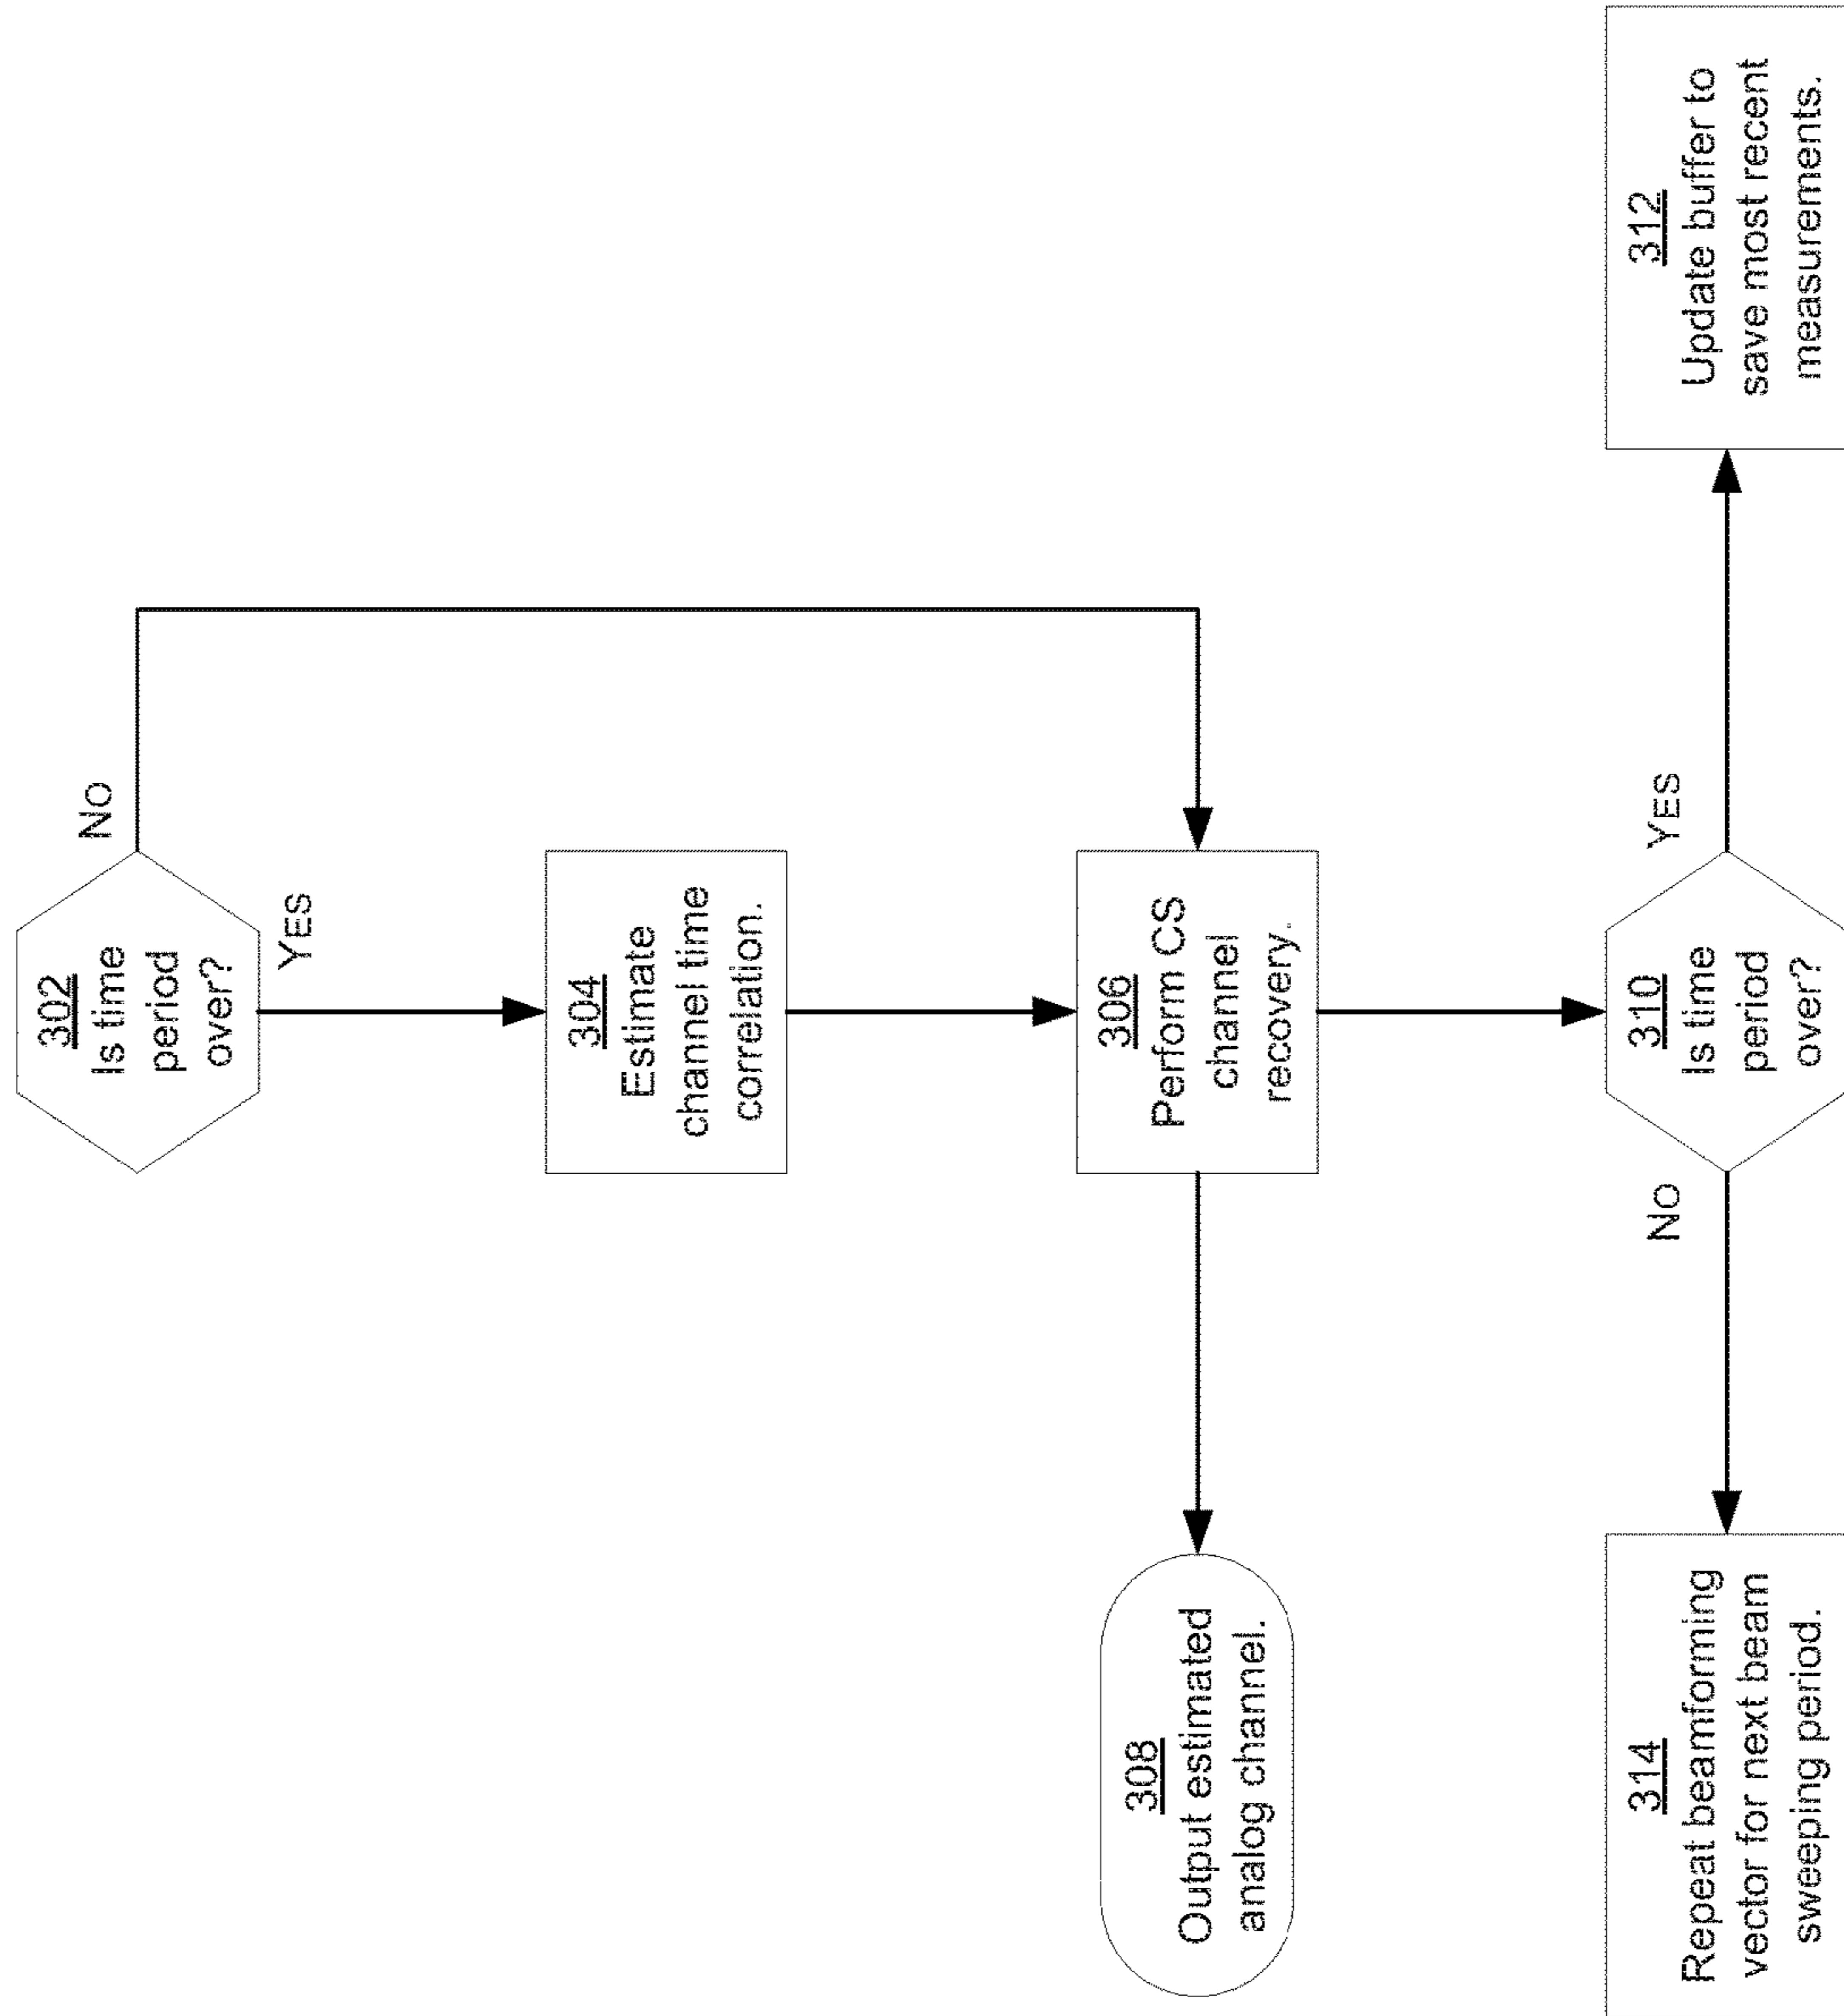 302
Is time
period
over?
NO
YES
304
Estimate
channel time
correlation.
306
Perform CS
channel
recovery.
308
Output estimated
analog channel.
310
Is time
period
over?
NO
YES
312
Update buffer to
save most recent
measurements.
314
Repeat beamforming
vector for next beam
sweeping period.